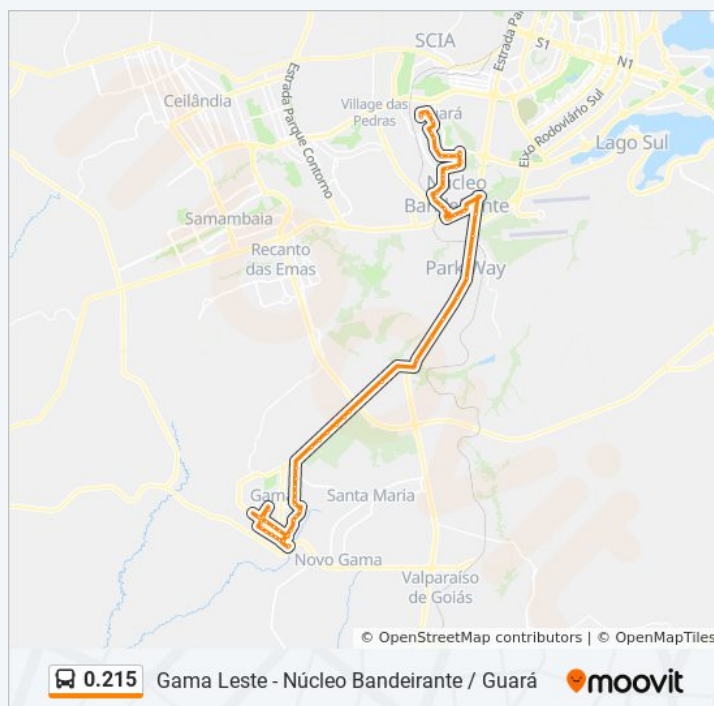 SCIA
Estrada Par
S1
N1
Ceilândia
Estrada Parque Contorno
Village das
Pedras
uará
Eixo Rodoviário Sul
Lago Sul
Núcleo
Bandeirante
Samambaia
Recanto
das Emas
Park Way
Gama
Santa Maria
Novo Gama
Valparaíso
de Goiás
© OpenStreetMap contributors | © OpenMapTiles
0.215 Gama Leste - Núcleo Bandeirante / Guará moovit